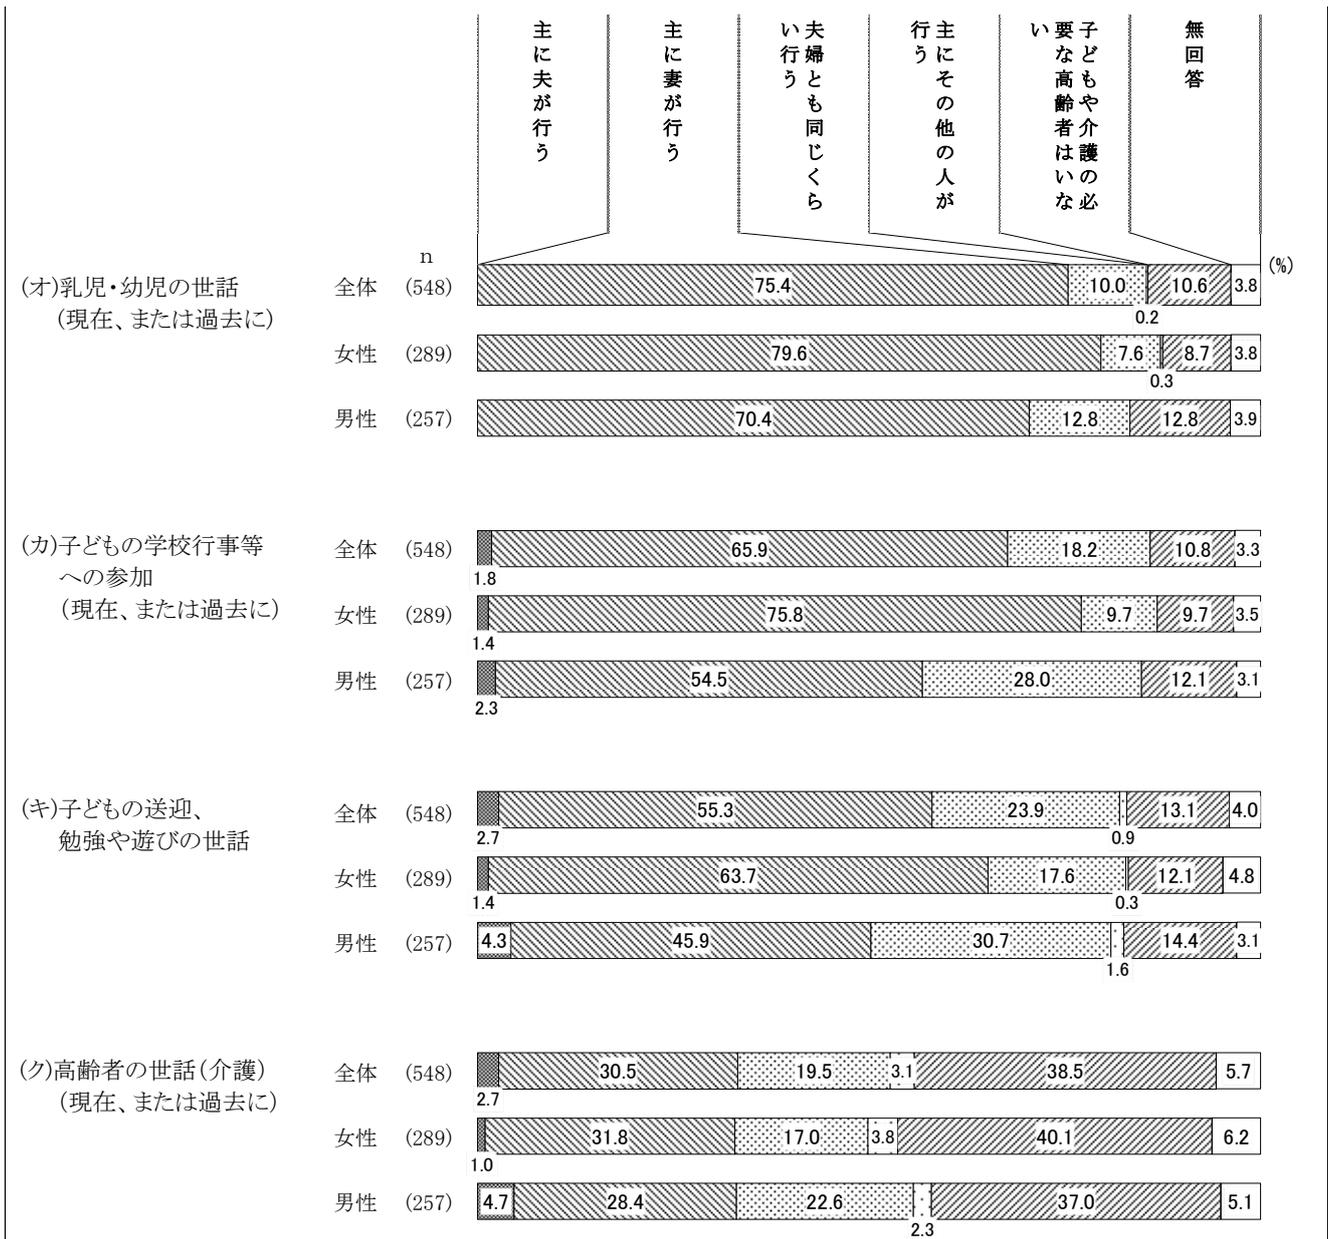 主に夫が行う
主に妻が行う
夫婦とも同じくら
い行う
主にその他の人が
行う
子どもや介護の必
要な高齢者はいな
い
無回答
n
(%)
(オ)乳児・幼児の世話
(現在、または過去に)
全体 (548) 75.4 10.0 10.6 3.8
0.2
女性 (289) 79.6 7.6 8.7 3.8
0.3
男性 (257) 70.4 12.8 12.8 3.9
(カ)子どもの学校行事等
への参加
(現在、または過去に)
全体 (548) 65.9 18.2 10.8 3.3
1.8
女性 (289) 75.8 9.7 9.7 3.5
1.4
男性 (257) 54.5 28.0 12.1 3.1
2.3
(キ)子どもの送迎、
勉強や遊びの世話
全体 (548) 55.3 23.9 13.1 4.0
2.7 0.9
女性 (289) 63.7 17.6 12.1 4.8
1.4 0.3
男性 (257) 4.3 45.9 30.7 14.4 3.1
1.6
(ク)高齢者の世話(介護)
(現在、または過去に)
全体 (548) 30.5 19.5 3.1 38.5 5.7
2.7
女性 (289) 31.8 17.0 3.8 40.1 6.2
1.0
男性 (257) 4.7 28.4 22.6 37.0 5.1
2.3